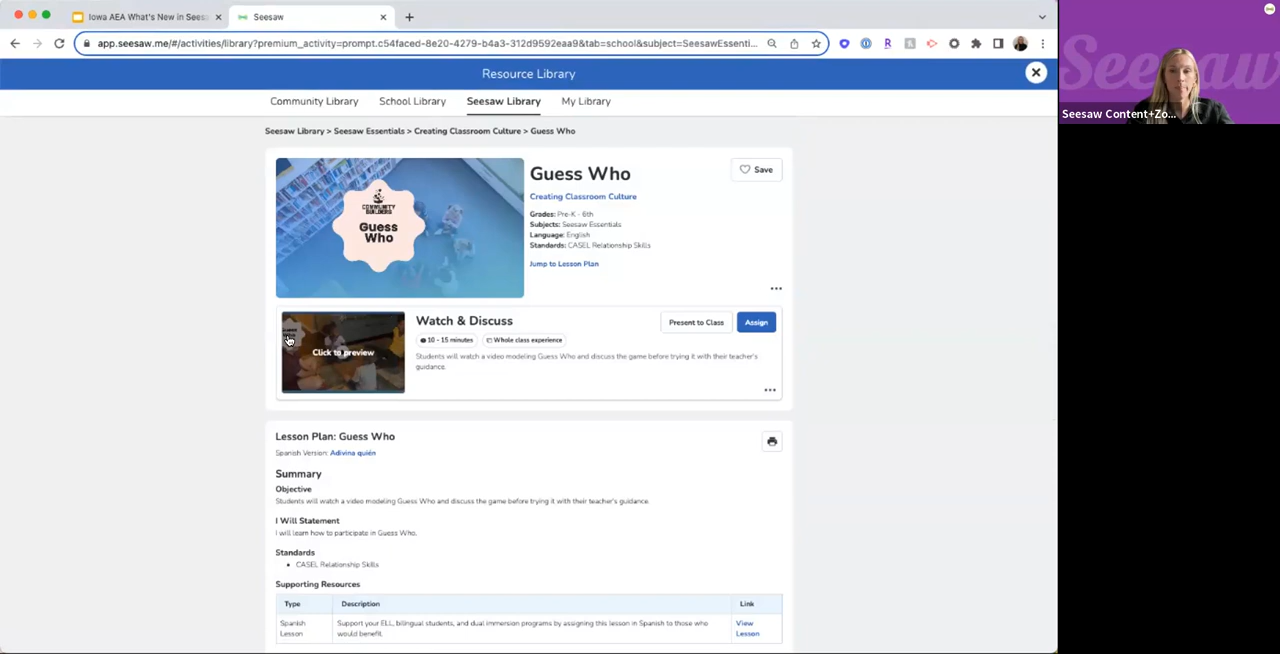 Iowa AEA What's New in Sees
Seesaw
app.seesaw.me/#/activities/library?premium_activity=prompt.c54faced-8e20-4279-b4a3-312d9592eaa9&tab=school&subject=SeesawEssenti...
Resource Library
Seesaw
Seesaw Content+Zo...
Community Library School Library Seesaw Library My Library
Seesaw Library > Seesaw Essentials > Creating Classroom Culture > Guess Who
COMMUNITY
BUILDERS
Guess
Who
Guess Who
Save
Creating Classroom Culture
Grades: Pre-K - 6th
Subjects: Seesaw Essentials
Language: English
Standards: CASEL Relationship Skills
Jump to Lesson Plan
Click to preview
Watch & Discuss
Present to Class
Assign
10 - 15 minutes
Whole class experience
Students will watch a video modeling Guess Who and discuss the game before trying it with their teacher's
guidance.
Lesson Plan: Guess Who
Spanish Version: Adivina quién
Summary
Objective
Students will watch a video modeling Guess Who and discuss the game before trying it with their teacher's guidance.
I Will Statement
I will learn how to participate in Guess Who.
Standards
• CASEL Relationship Skills
Supporting Resources
Type Description Link
Spanish Lesson
Support your ELL, bilingual students, and dual immersion programs by assigning this lesson in Spanish to those who
would benefit.
View Lesson